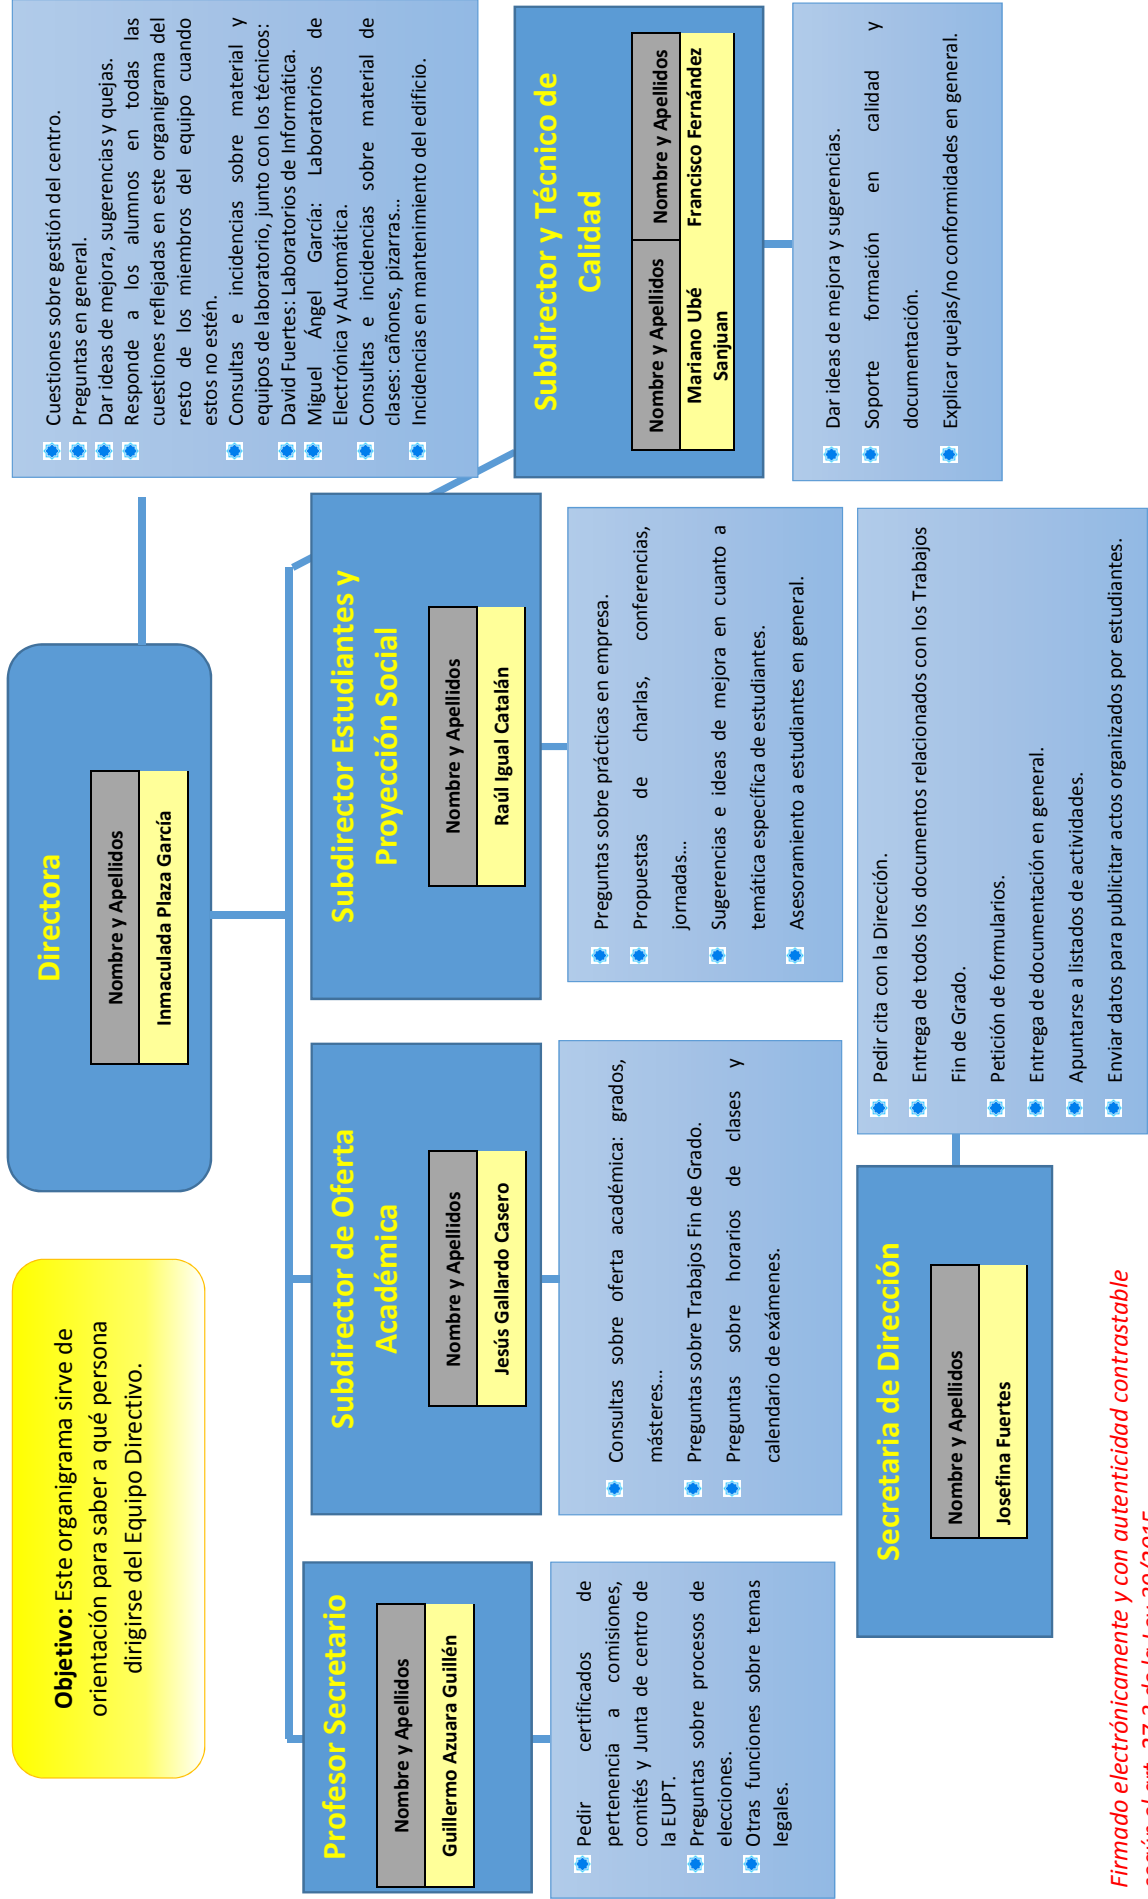 Objetivo: Este organigrama sirve de
orientación para saber a qué persona
dirigirse del Equipo Directivo.
Directora
Nombre y Apellidos
Inmaculada Plaza García
Cuestiones sobre gestión del centro.
Preguntas en general.
Dar ideas de mejora, sugerencias y quejas.
Responde a los alumnos en todas las
cuestiones reflejadas en este organigrama del
resto de los miembros del equipo cuando
estos no estén.
Consultas e incidencias sobre material y
equipos de laboratorio, junto con los técnicos:
David Fuertes: Laboratorios de Informática.
Miguel Ángel García: Laboratorios de
Electrónica y Automática.
Consultas e incidencias sobre material de
clases: cañones, pizarras...
Incidencias en mantenimiento del edificio.
Profesor Secretario
Nombre y Apellidos
Guillermo Azuara Guillén
Pedir certificados de
pertenencia a comisiones,
comités y Junta de centro de
la EUPT.
Preguntas sobre procesos de
elecciones.
Otras funciones sobre temas
legales.
Subdirector de Oferta
Académica
Nombre y Apellidos
Jesús Gallardo Casero
Consultas sobre oferta académica: grados,
másteres...
Preguntas sobre Trabajos Fin de Grado.
Preguntas sobre horarios de clases y
calendario de exámenes.
Subdirector Estudiantes y
Proyección Social
Nombre y Apellidos
Raúl Igual Catalán
Preguntas sobre prácticas en empresa.
Propuestas de charlas, conferencias,
jornadas...
Sugerencias e ideas de mejora en cuanto a
temática específica de estudiantes.
Asesoramiento a estudiantes en general.
Subdirector y Técnico de
Calidad
Nombre y Apellidos Nombre y Apellidos
Mariano Ubé Francisco Fernández
Sanjuan
Dar ideas de mejora y sugerencias.
Soporte formación en calidad y
documentación.
Explicar quejas/no conformidades en general.
Secretaria de Dirección
Nombre y Apellidos
Josefina Fuertes
Pedir cita con la Dirección.
Entrega de todos los documentos relacionados con los Trabajos
Fin de Grado.
Petición de formularios.
Entrega de documentación en general.
Apuntarse a listados de actividades.
Enviar datos para publicitar actos organizados por estudiantes.
Firmado electrónicamente y con autenticidad contrastable
según el art. 27.3 de la Ley 39/2015